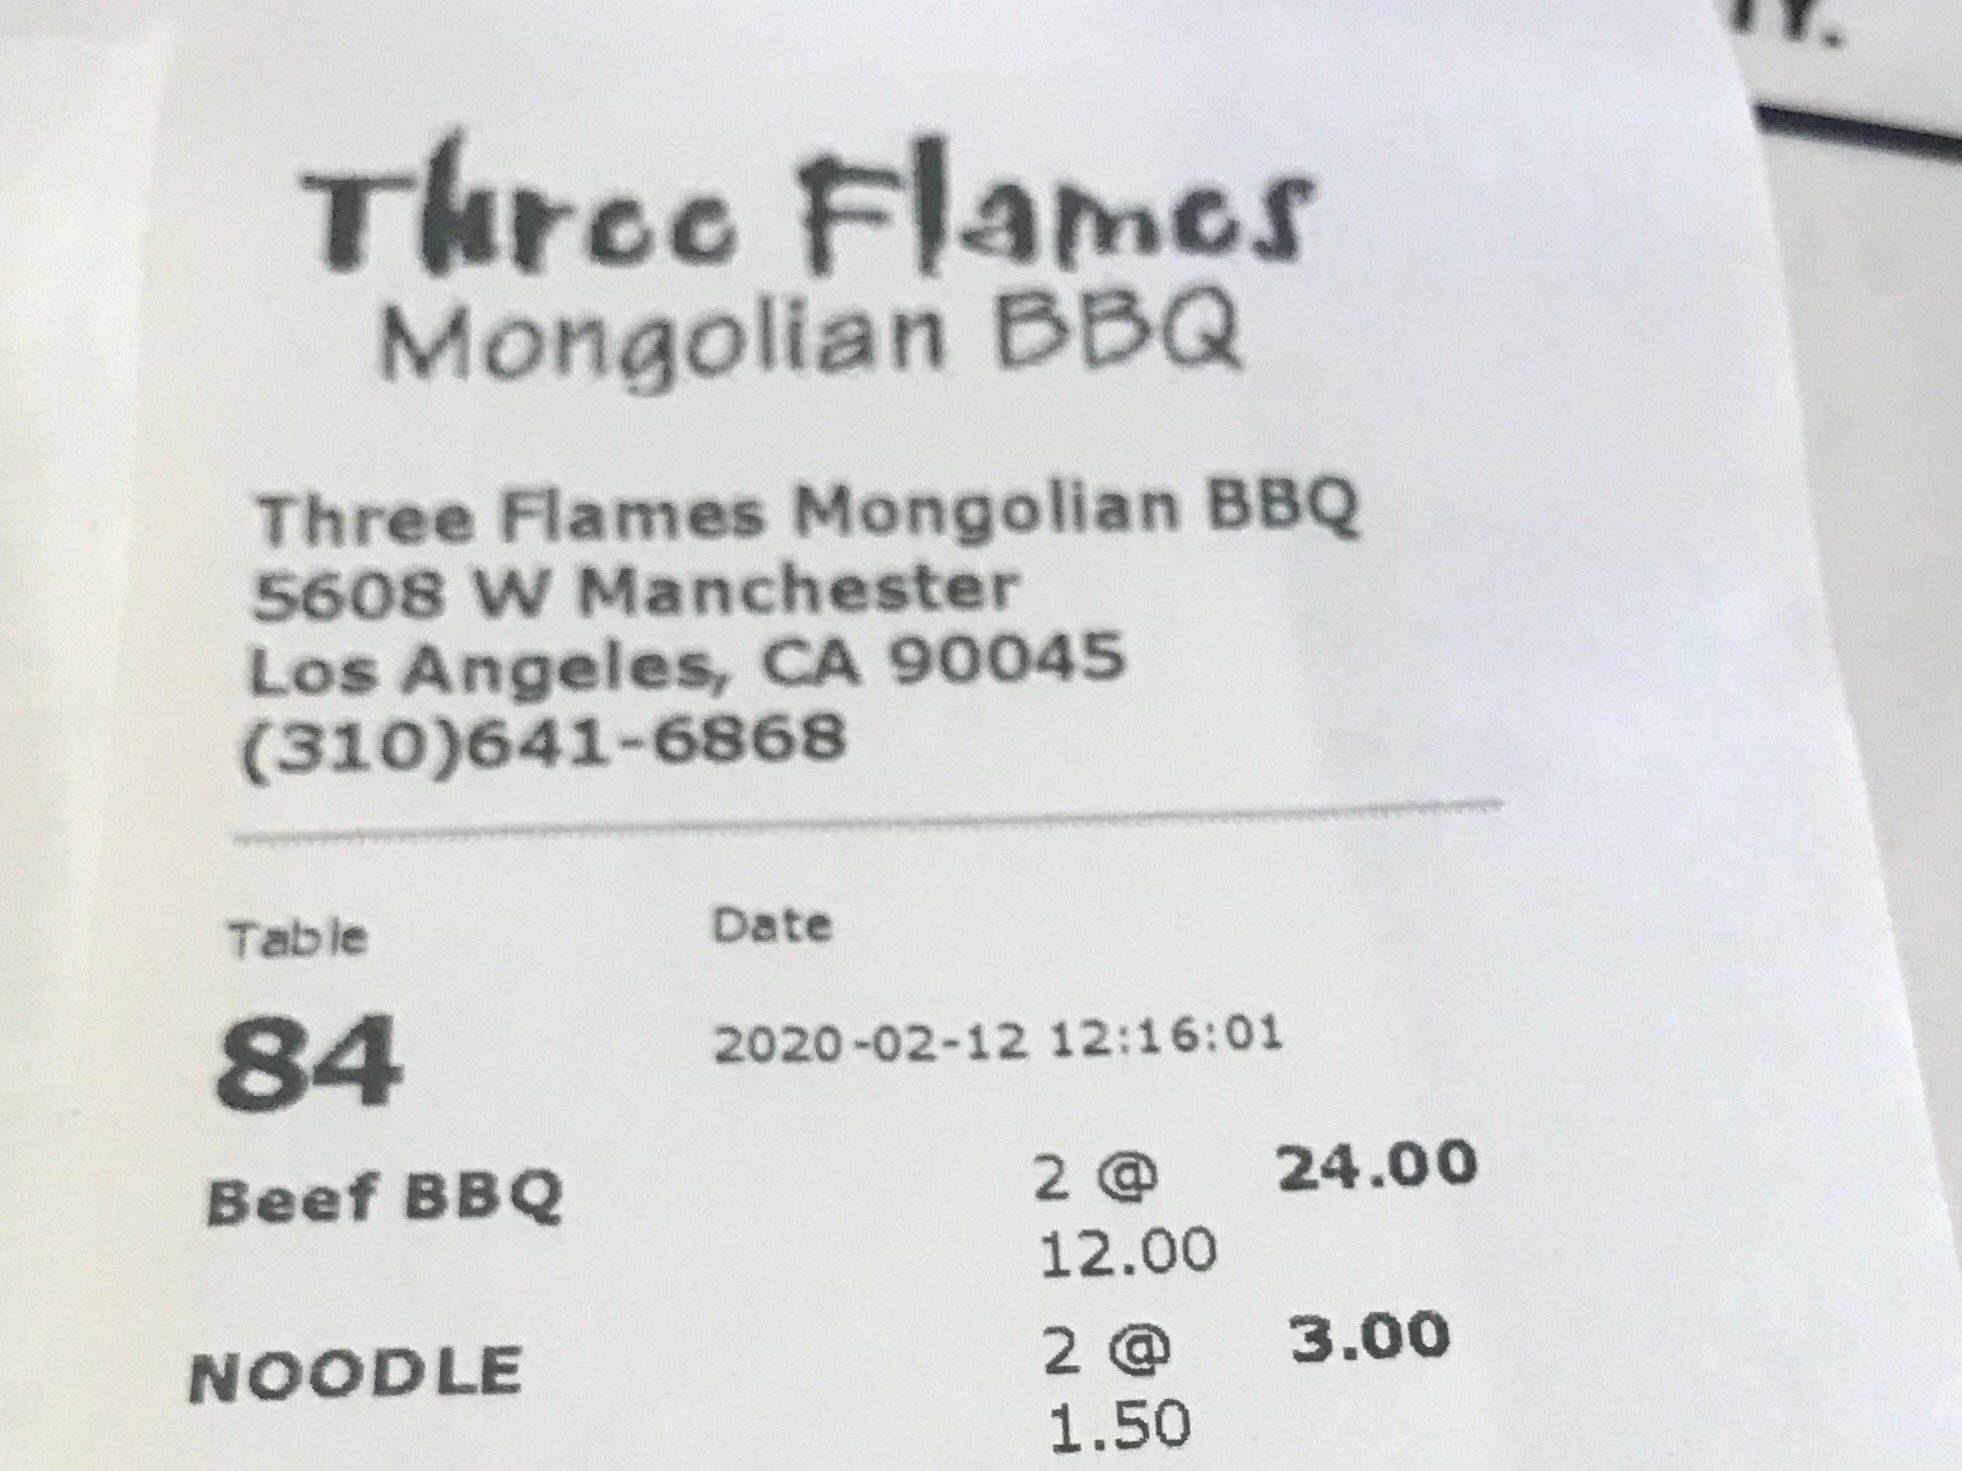 Three Flames
Mongolian BBQ
Three Flames Mongolian BBQ
5608 W Manchester
Los Angeles, CA 90045
(310)641-6868
Table Date
84 2020-02-12 12:16:01
Beef BBQ 2 @ 24.00
12.00
NOODLE 2 @ 3.00
1.50